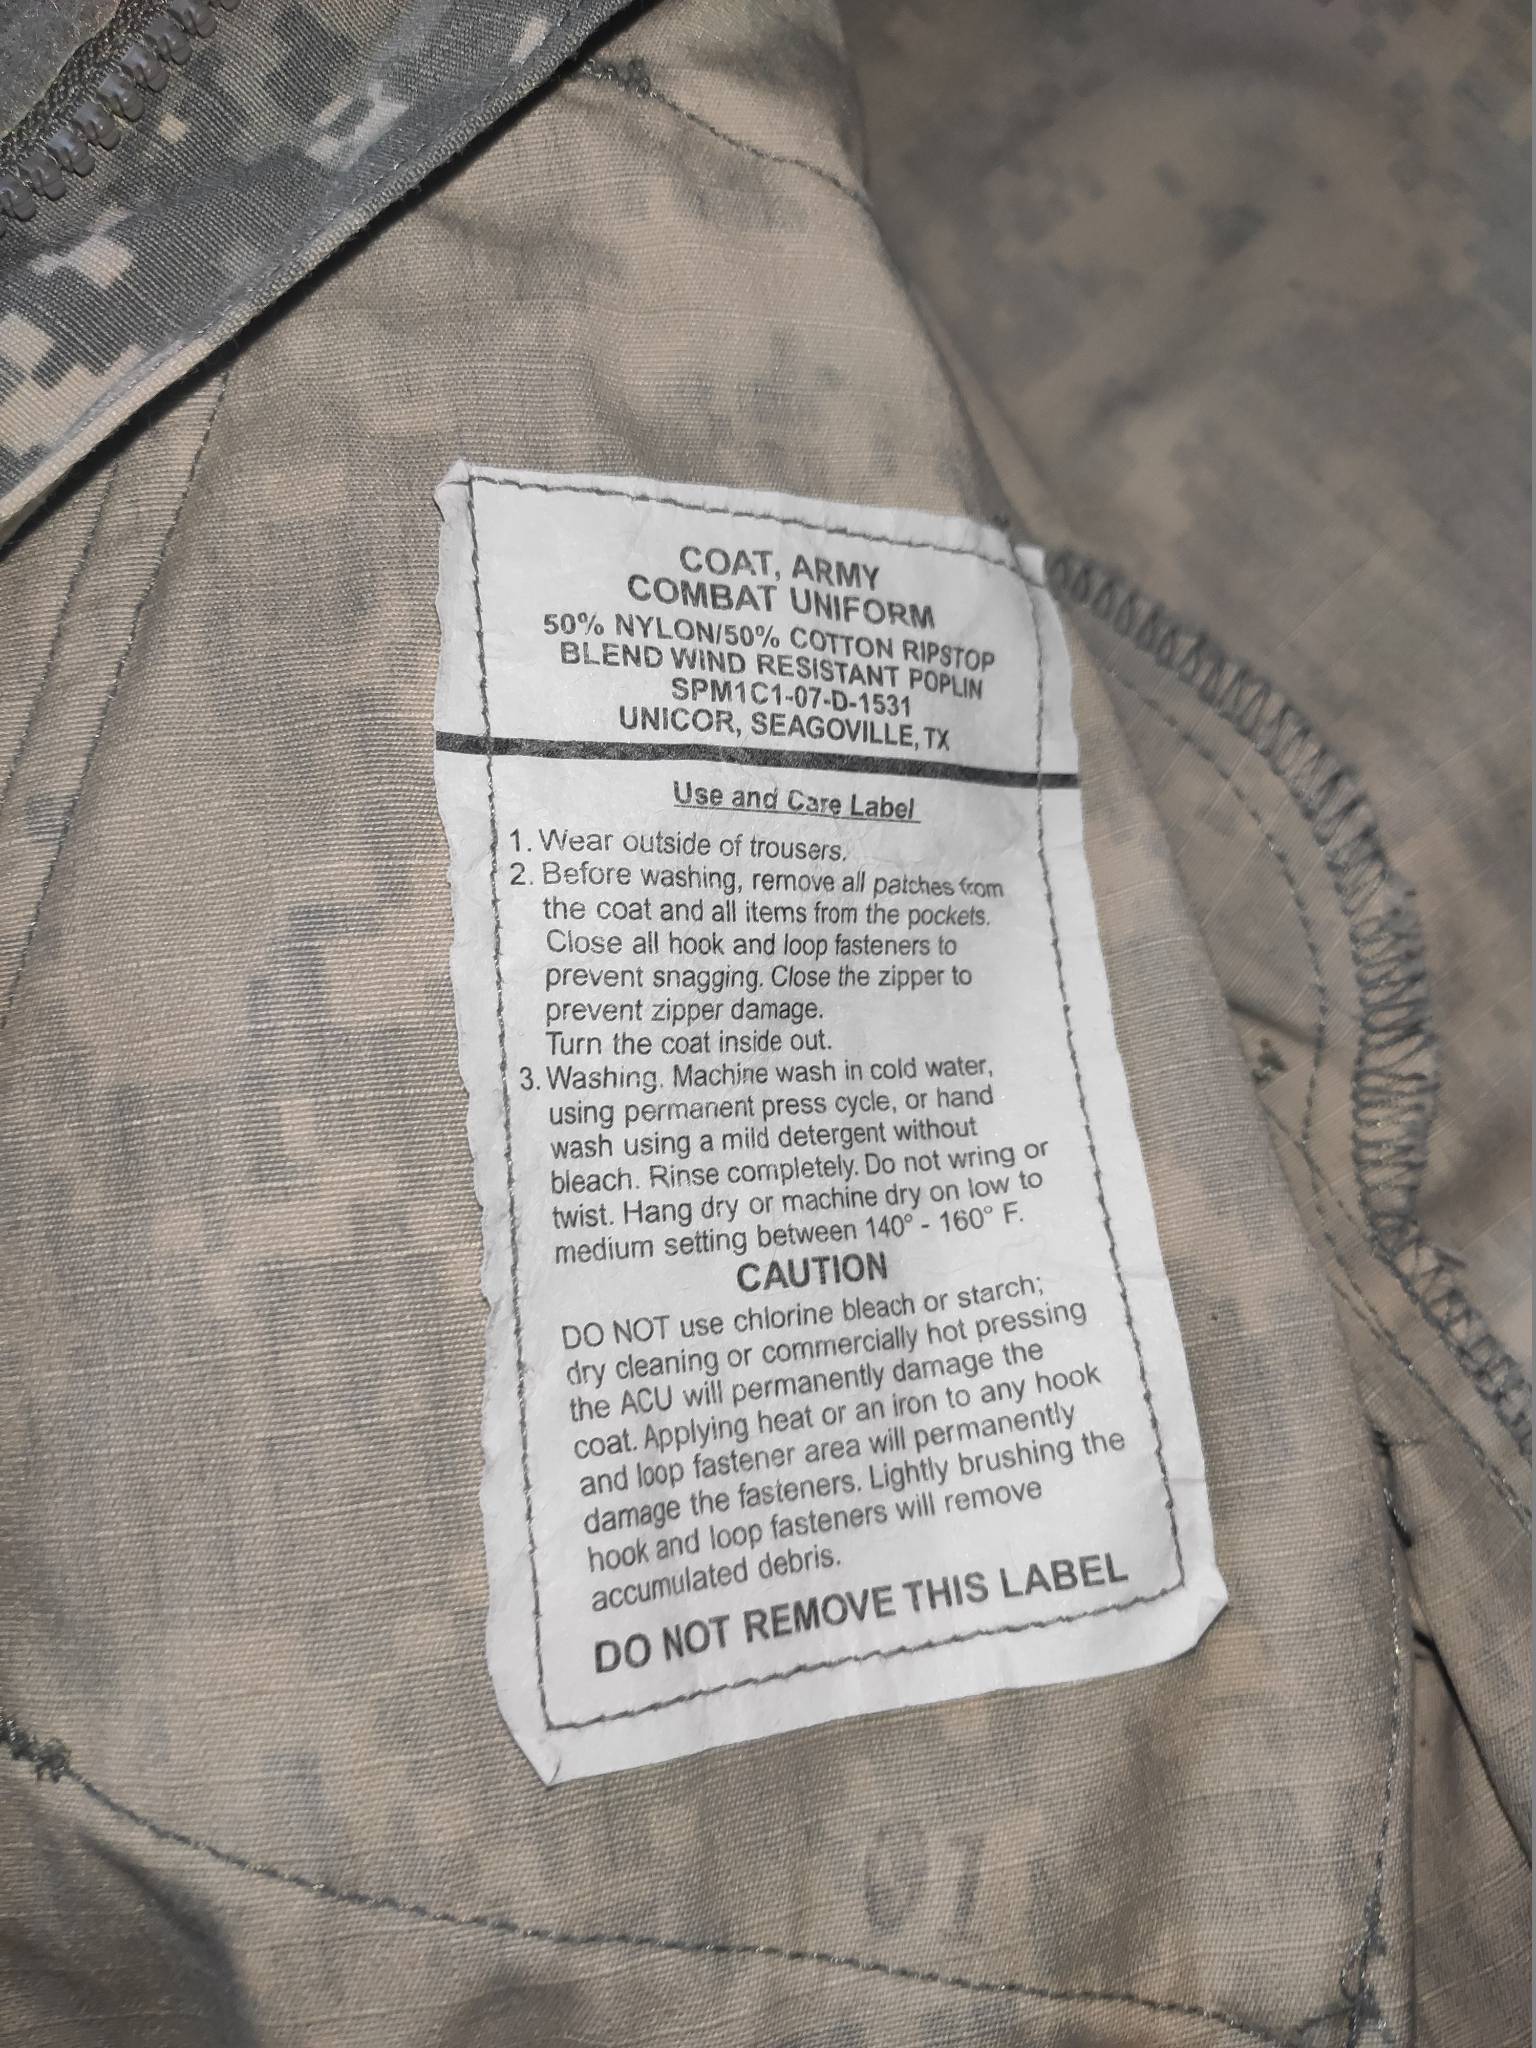 COAT, ARMY
COMBAT UNIFORM
50% NYLON/50% COTTON RIPSTOP
BLEND WIND RESISTANT POPLIN
SPM1C1-07-D-1531
UNICOR, SEAGOVILLE, TX
Use and Care Label
1. Wear outside of trousers.
2. Before washing, remove all patches from
the coat and all items from the pockets.
Close all hook and loop fasteners to
prevent snagging. Close the zipper to
prevent zipper damage.
Turn the coat inside out.
3. Washing. Machine wash in cold water,
using permanent press cycle, or hand
wash using a mild detergent without
bleach. Rinse completely. Do not wring or
twist. Hang dry or machine dry on low to
medium setting between 140° - 160° F.
CAUTION
DO NOT use chlorine bleach or starch;
dry cleaning or commercially hot pressing
the ACU will permanently damage the
coat. Applying heat or an iron to any hook
and loop fastener area will permanently
damage the fasteners. Lightly brushing the
hook and loop fasteners will remove
accumulated debris.
DO NOT REMOVE THIS LABEL